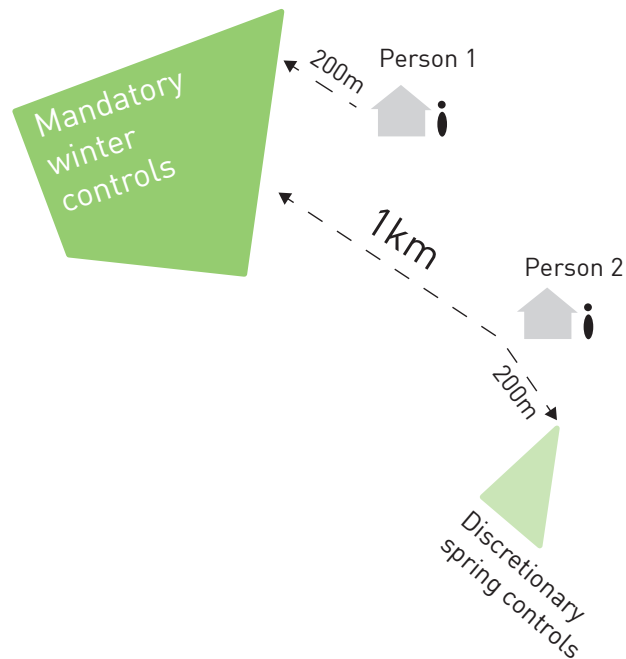 Person 1
200m
Mandatory
winter
controls
1km
Person 2
200m
Discretionary
spring controls